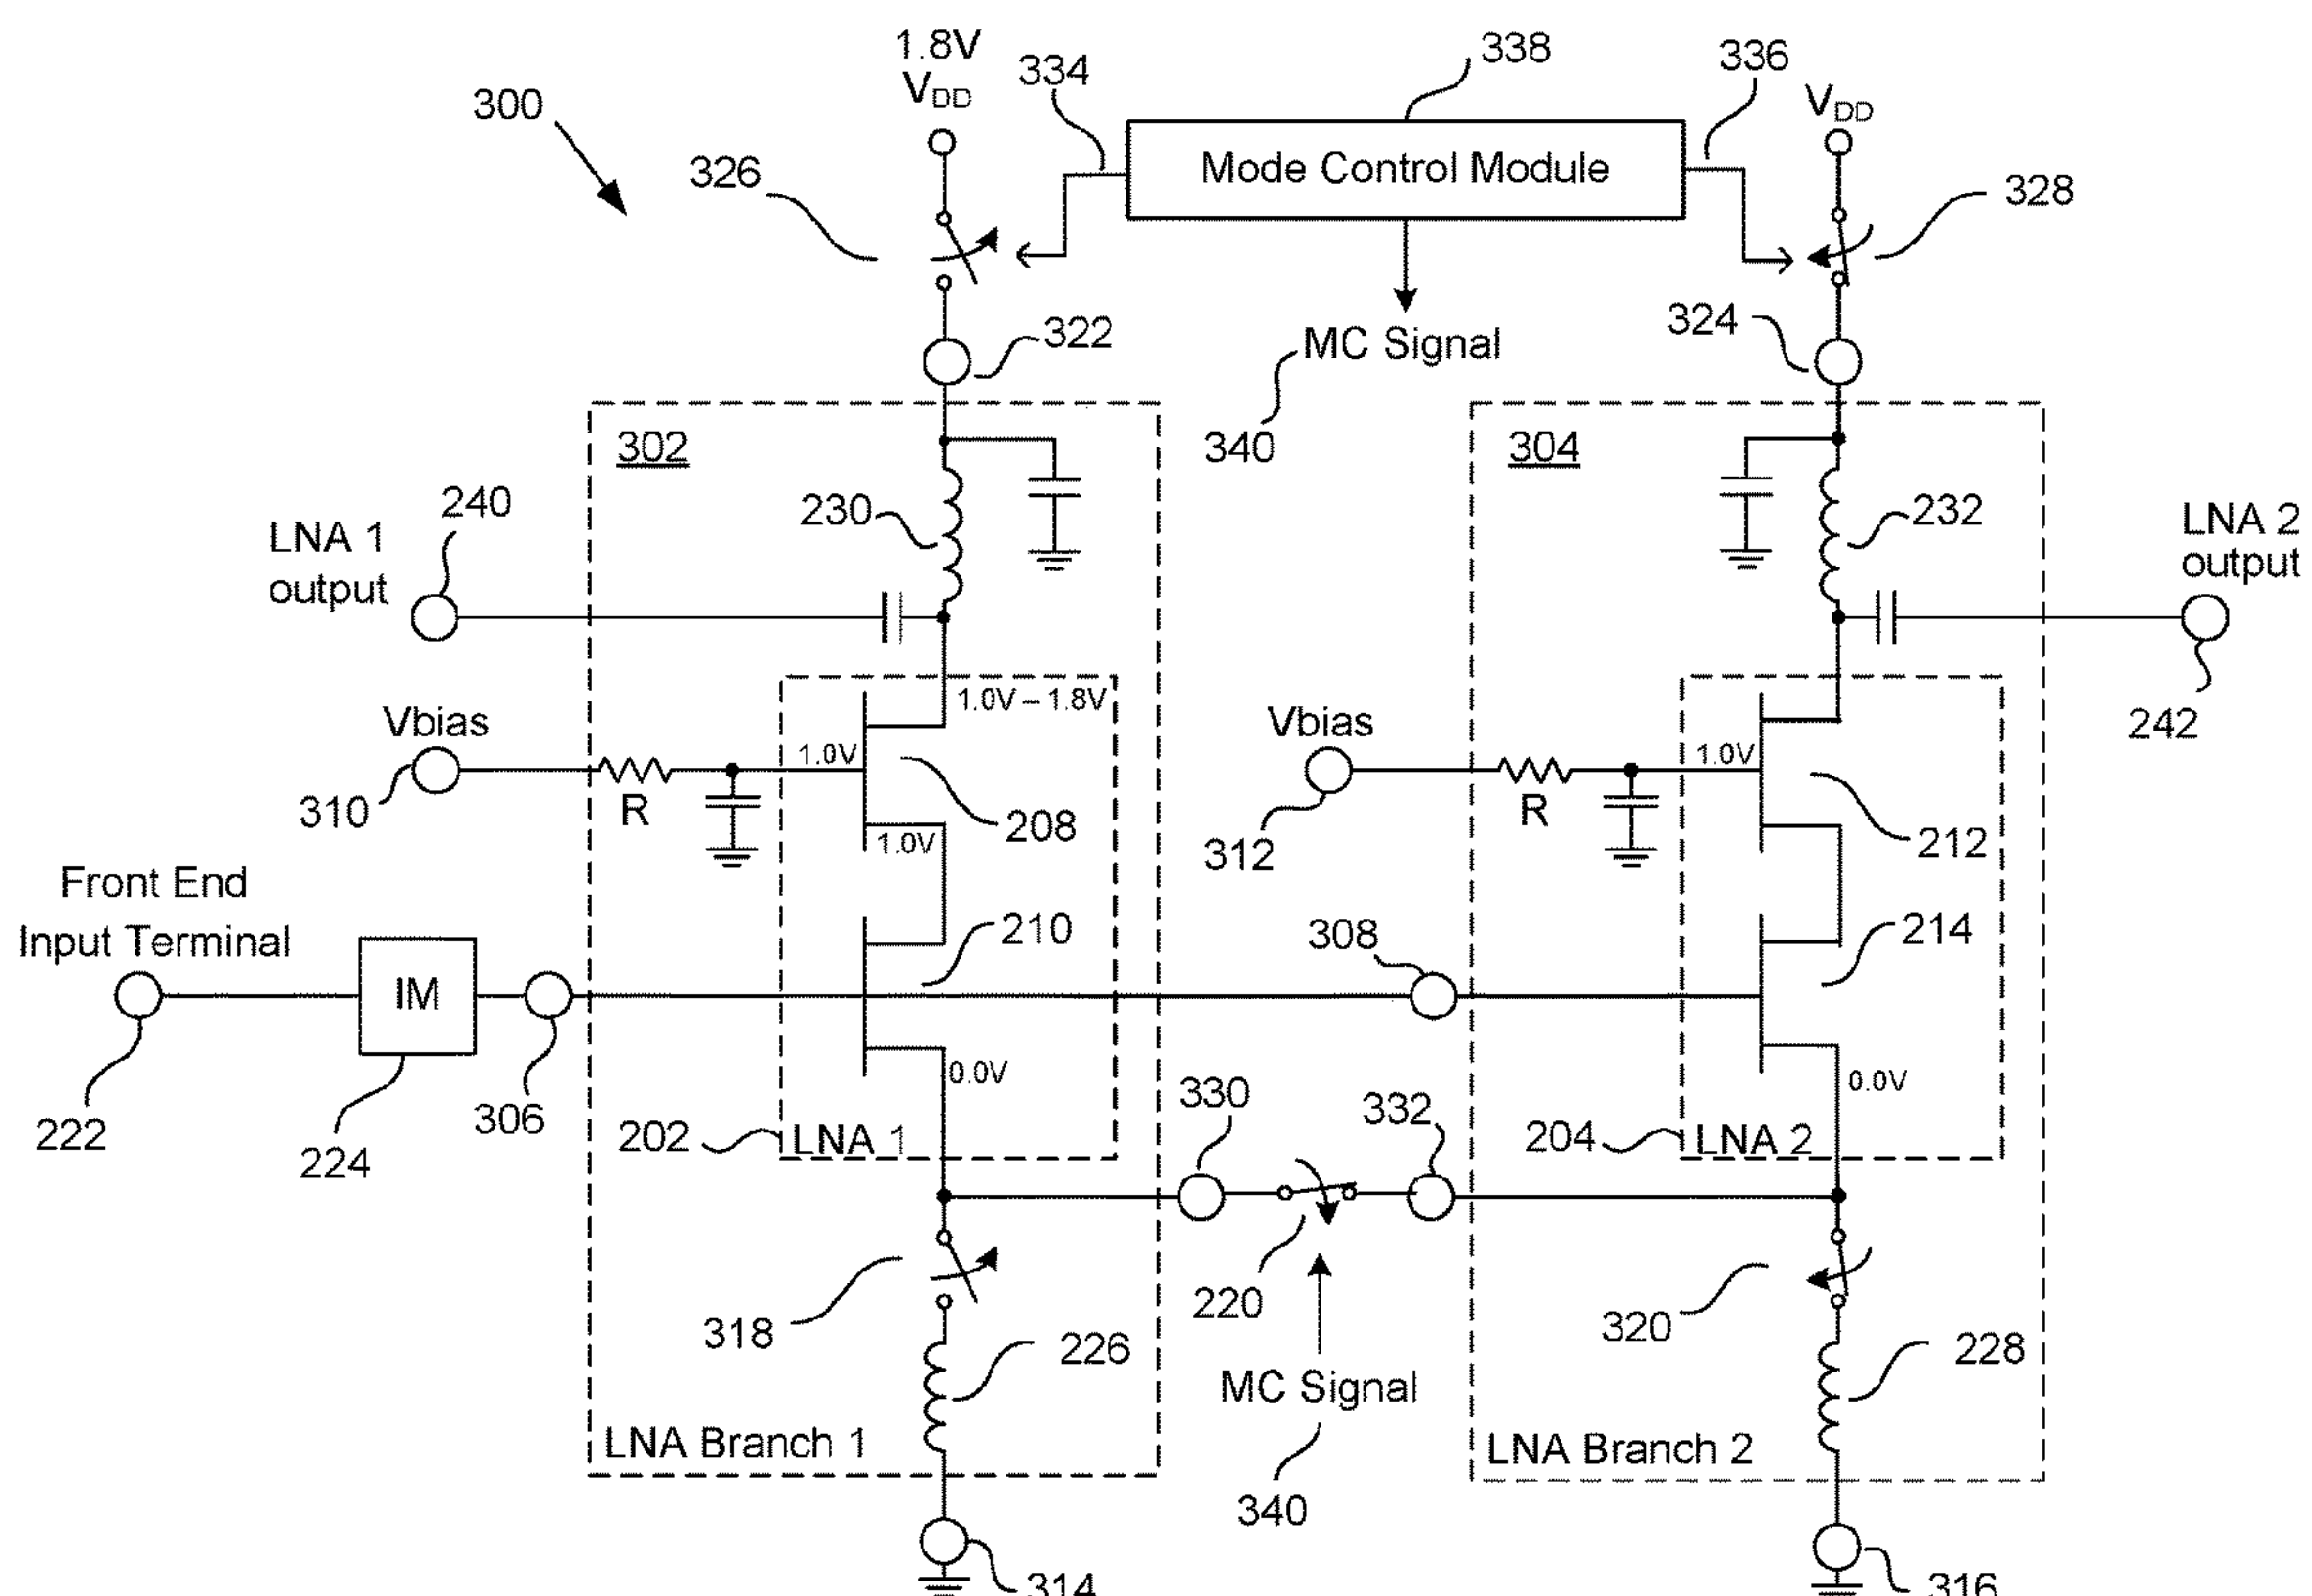 1.8V
VDD
334
338
336
VDD
300
326
Mode Control Module
328
322
MC Signal
324
340
302
304
240
230
232
LNA 1
output
LNA 2
output
1.0V – 1.8V
Vbias
1.0V
Vbias
1.0V
242
310
R
1.0V
208
312
R
212
Front End
Input Terminal
IM
210
308
214
0.0V
0.0V
222
224
306
202
LNA 1
330
332
204
LNA 2
318
226
220
320
228
MC Signal
LNA Branch 1
340
LNA Branch 2
314
316